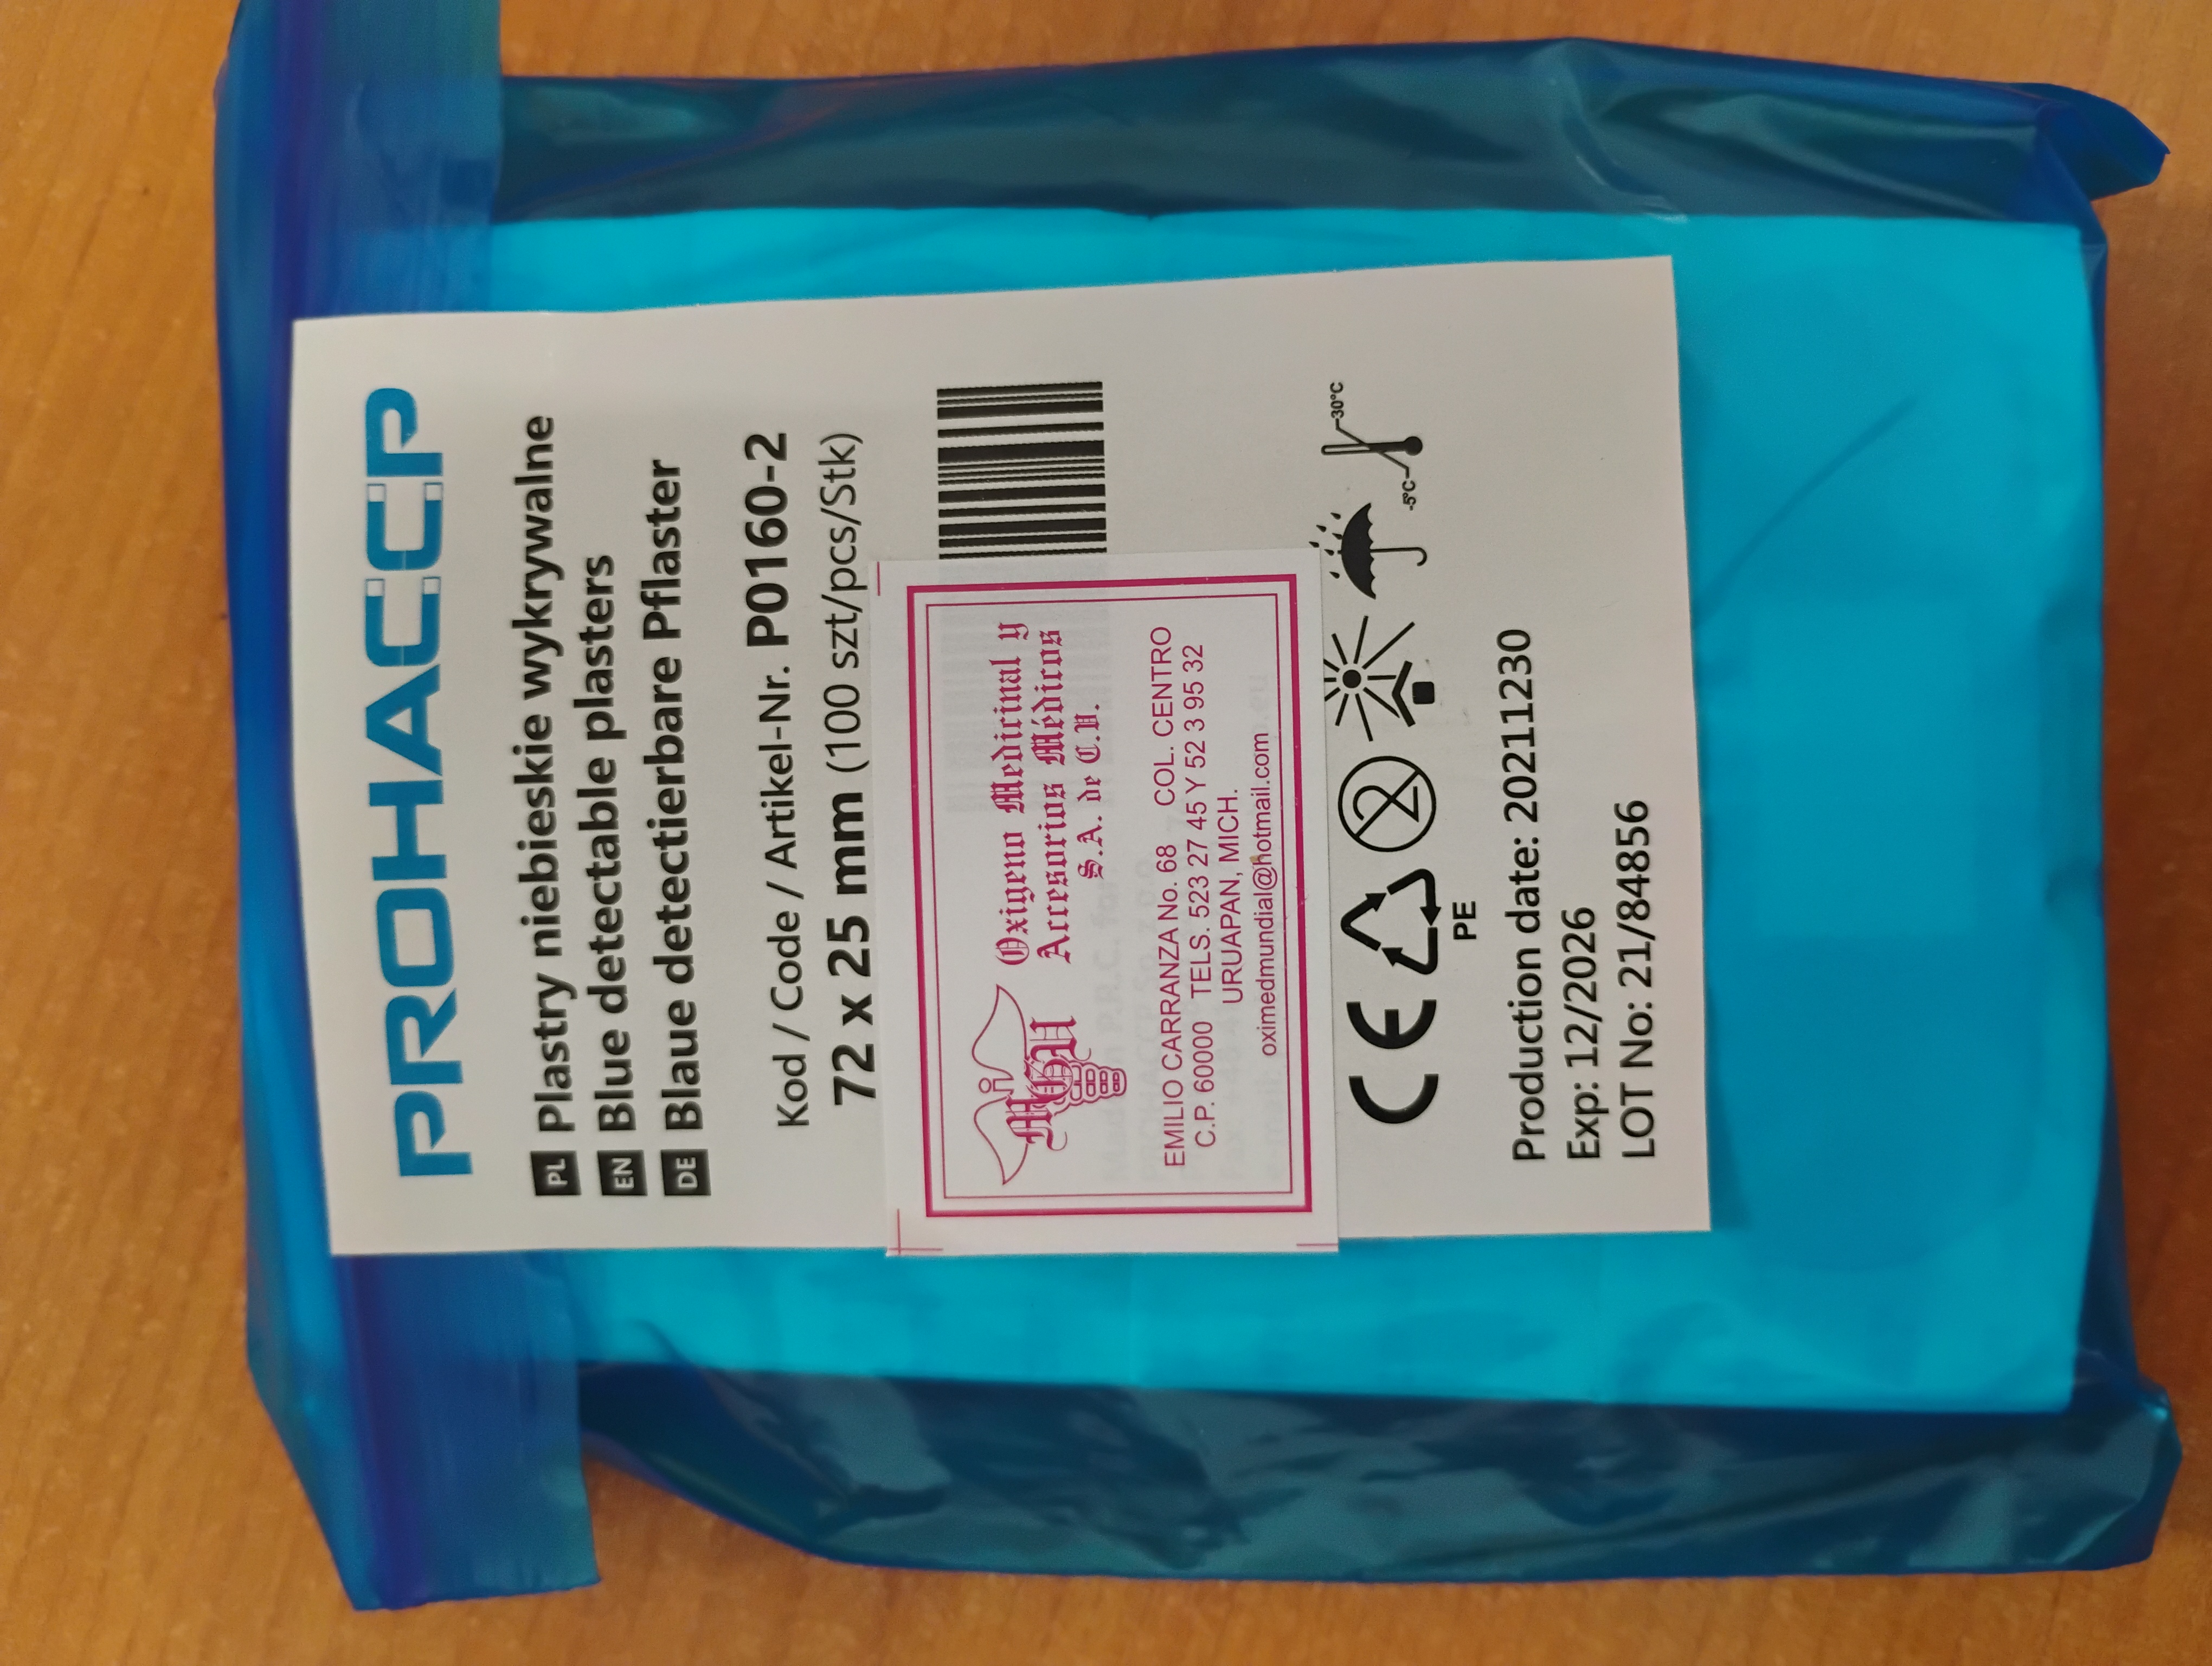 PROHACCP
PL Plastry niebieskie wykrywalne
EN Blue detectable plasters
DE Blaue detectierbare Pflaster
Kod / Code / Artikel-Nr. P0160-2
72 x 25 mm (100 szt/pcs/Stk)
Oxigeno Medicinal y
Accesorios Médicos
S.A. de C.V.
EMILIO CARRANZA No. 68 COL. CENTRO
C.P. 60000 TELS. 523 27 45 Y 52 3 95 32
URUAPAN, MICH.
oximedmundial@hotmail.com
CE
PE
2
-5°C
30°C
Production date: 20211230
Exp: 12/2026
LOT No: 21/84856